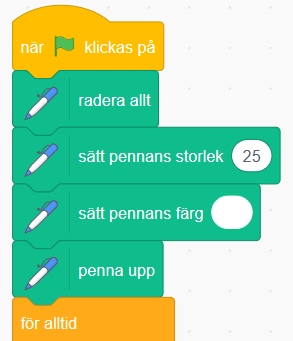 när klickas på
radera allt
sätt pennans storlek 25
sätt pennans färg
penna upp
för alltid